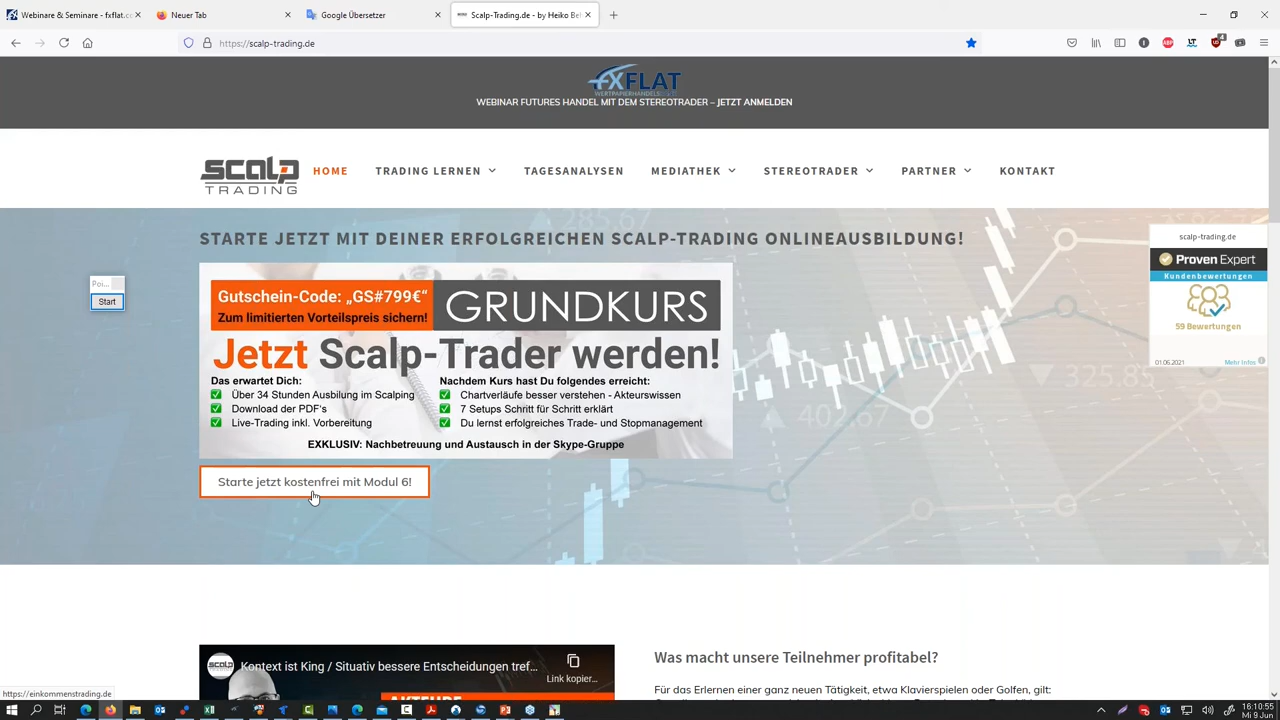 Webinare & Seminare - fxflat.c
Neuer Tab
Google Übersetzer
Scalp-Trading.de - by Heiko Be
https://scalp-trading.de
4
FXFLAT
WERTPAPIERHANDELSBANK
WEBINAR FUTURES HANDEL MIT DEM STEREOTRADER – JETZT ANMELDEN
SCALP
TRADING
HOME
TRADING LERNEN
TAGESANALYSEN
MEDIATHEK
STEREOTRADER
PARTNER
KONTAKT
STARTE JETZT MIT DEINER ERFOLGREICHEN SCALP-TRADING ONLINEAUSBILDUNG!
scalp-trading.de
Proven Expert
Kundenbewertungen
59 Bewertungen
01.06.2021
Mehr Infos
Poi...
Start
Gutschein-Code: „GS#799€“
Zum limitierten Vorteilspreis sichern!
GRUNDKURS
Jetzt Scalp-Trader werden!
Das erwartet Dich:
Über 34 Stunden Ausbilung im Scalping
Download der PDF's
Live-Trading inkl. Vorbereitung
Nachdem Kurs hast Du folgendes erreicht:
Chartverläufe besser verstehen - Akteurswissen
7 Setups Schritt für Schritt erklärt
Du lernst erfolgreiches Trade- und Stopmanagement
EXKLUSIV: Nachbetreuung und Austausch in der Skype-Gruppe
Starte jetzt kostenfrei mit Modul 6!
Kontext ist King / Situativ bessere Entscheidungen tref...
Link kopier...
AKTEURE
Was macht unsere Teilnehmer profitabel?
Für das Erlernen einer ganz neuen Tätigkeit, etwa Klavierspielen oder Golfen, gilt:
https://einkommenstrading.de
16:10:55
Mi 9 Jun